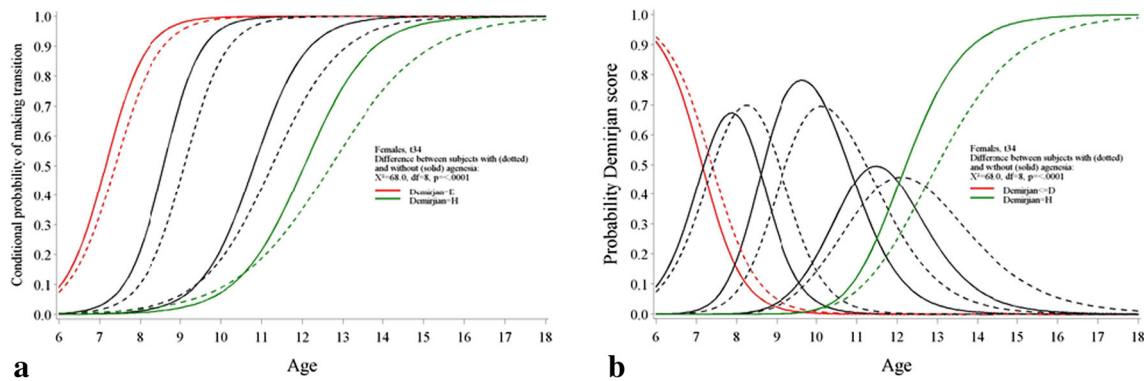 Conditional probability of making transition
1.0
0.9
0.8
0.7
0.6
0.5
0.4
0.3
0.2
0.1
0.0
Females, t34
Difference between subjects with (dotted)
and without (solid) agenesia:
X²=68.0, df=8, p=<.0001
Demirjian=E
Demirjian=H
6 7 8 9 10 11 12 13 14 15 16 17 18
Age
a
Probability Demirjan score
1.0
0.9
0.8
0.7
0.6
0.5
0.4
0.3
0.2
0.1
0.0
Females, t34
Difference between subjects with (dotted)
and without (solid) agenesia:
X²=68.0, df=8, p=<.0001
Demirjan<=D
Demirjan=H
6 7 8 9 10 11 12 13 14 15 16 17 18
Age
b